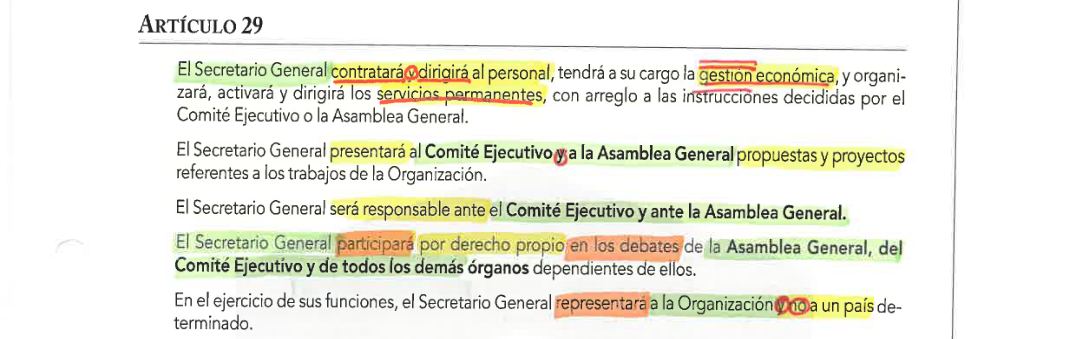 ARTÍCULO 29
El Secretario General contratará y dirigirá al personal, tendrá a su cargo la gestión económica, y organi-
zará, activará y dirigirá los servicios permanentes, con arreglo a las instrucciones decididas por el
Comité Ejecutivo o la Asamblea General.
El Secretario General presentará al Comité Ejecutivo y a la Asamblea General propuestas y proyectos
referentes a los trabajos de la Organización.
El Secretario General será responsable ante el Comité Ejecutivo y ante la Asamblea General.
El Secretario General participará por derecho propio en los debates de la Asamblea General, del
Comité Ejecutivo y de todos los demás órganos dependientes de ellos.
En el ejercicio de sus funciones, el Secretario General representará a la Organización y no a un país de-
terminado.